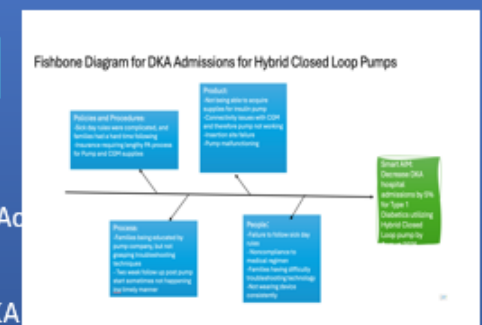 Fishbone Diagram for DKA Admissions for Hybrid Closed Loop Pumps
Product:
-Not being able to acquire
supplies for insulin pump
-Connectivity issues with CGM
and therefore pump not working
-Insertion site failure
-Pump malfunctioning
Policies and Procedures:
-Sick day rules were complicated, and
families had a hard time following
-Insurance requiring lengthy PA process
for Pump and CGM supplies
Smart AIM:
Decrease DKA
hospital
admissions by 5%
for Type 1
Diabetics utilizing
Hybrid Closed
Loop pump by
Process:
-Families being educated by
pump company, but not
grasping troubleshooting
techniques
-Two week follow up post pump
start sometimes not happening
in a timely manner
People:
-Failure to follow sick day
rules
-Noncompliance to
medical regimen
-Families having difficulty
troubleshooting technology
-Not wearing device
consistently
Ac
KA